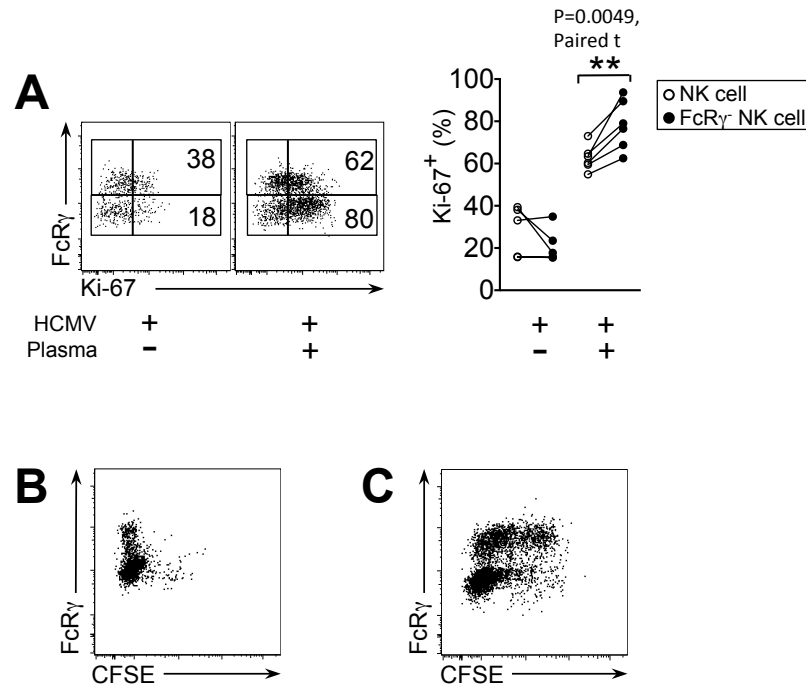 P=0.0049,
Paired t
**
A
38
18
62
80
FcRγ
Ki-67
HCMV + +
Plasma - +
Ki-67⁺ (%)
100
80
60
40
20
0
+ +
- +
NK cell
FcRγ⁻ NK cell
B
FcRγ
CFSE
C
FcRγ
CFSE